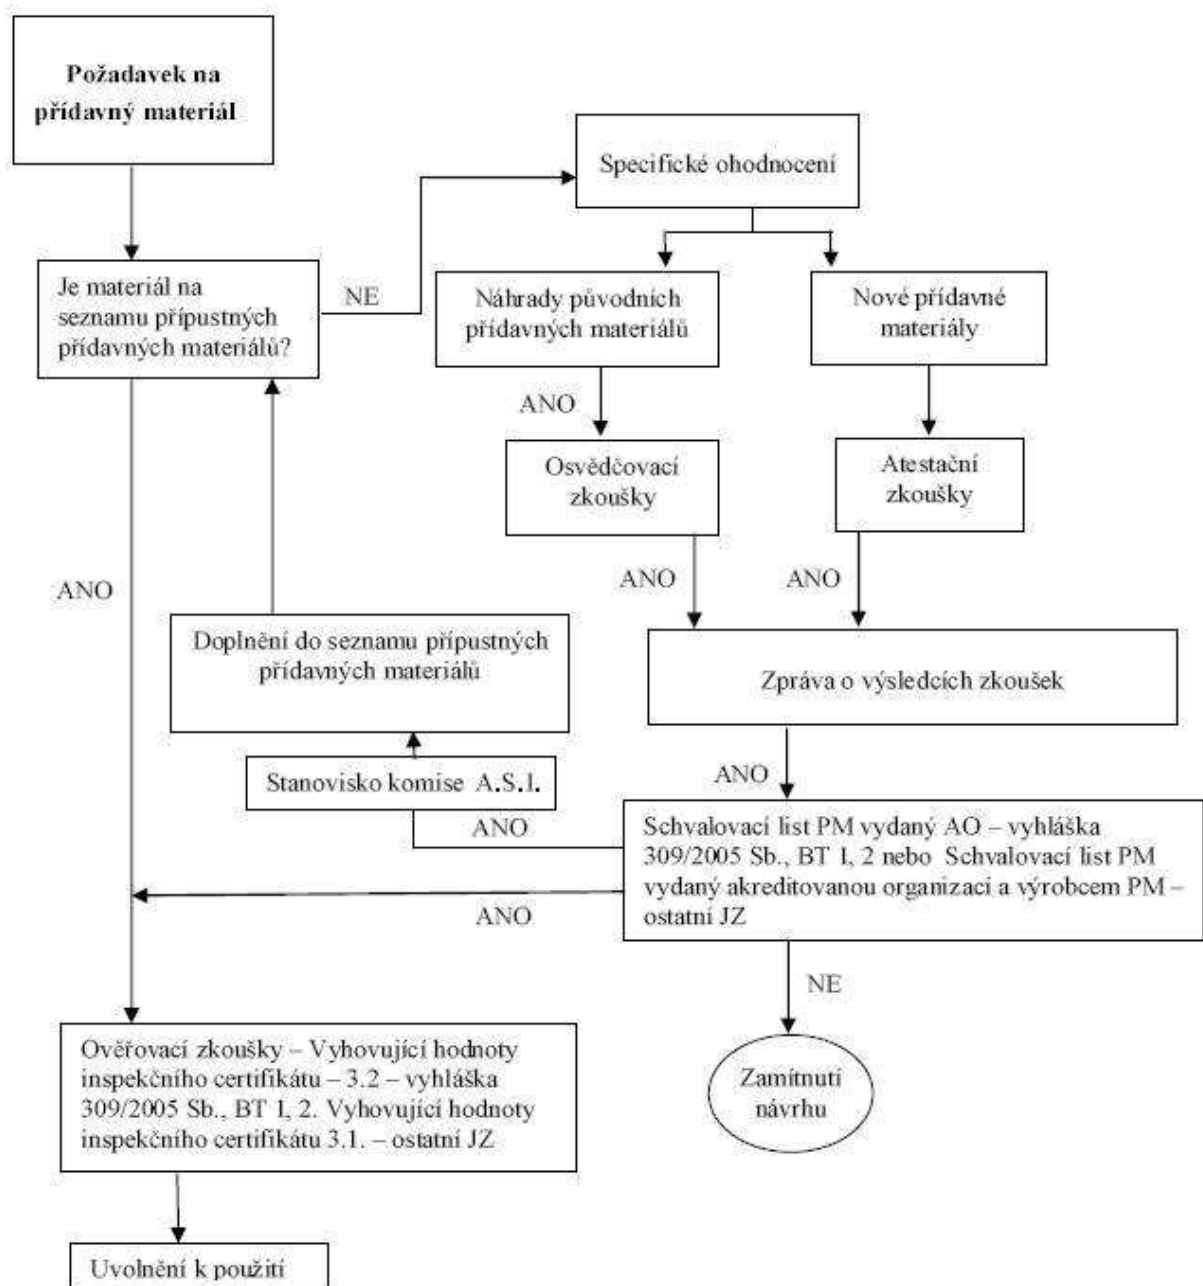 Požadavek na
přídavný materiál
Specifické ohodnocení
Je materiál na
seznamu přípustných
přídavných materiálů?
NE
Náhrady původních
přídavných materiálů
Nové přídavné
materiály
ANO
Osvědčovací
zkoušky
Atestační
zkoušky
ANO
ANO
ANO
Doplnění do seznamu přípustných
přídavných materiálů
Zpráva o výsledcích zkoušek
ANO
Stanovisko komise A.S.I.
ANO
Schvalovací list PM vydaný AO – vyhláška
309/2005 Sb., BT 1, 2 nebo Schvalovací list PM
vydaný akreditovanou organizací a výrobcem PM –
ostatní JZ
ANO
NE
Ověřovací zkoušky – Vyhovující hodnoty
inspekčního certifikátu – 3.2 – vyhláška
309/2005 Sb., BT 1, 2. Vyhovující hodnoty
inspekčního certifikátu 3.1. – ostatní JZ
Zamítnutí
návrhu
Uvolnění k použití